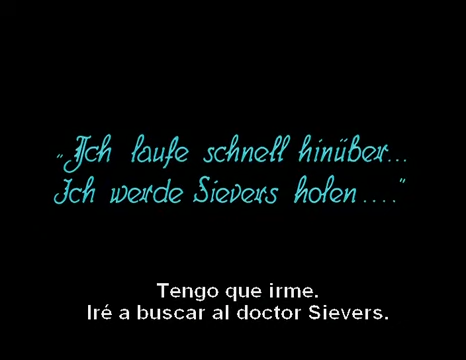 „Ich laufe schnell hinüber...
Ich werde Sievers holen...."
Tengo que irme.
Iré a buscar al doctor Sievers.